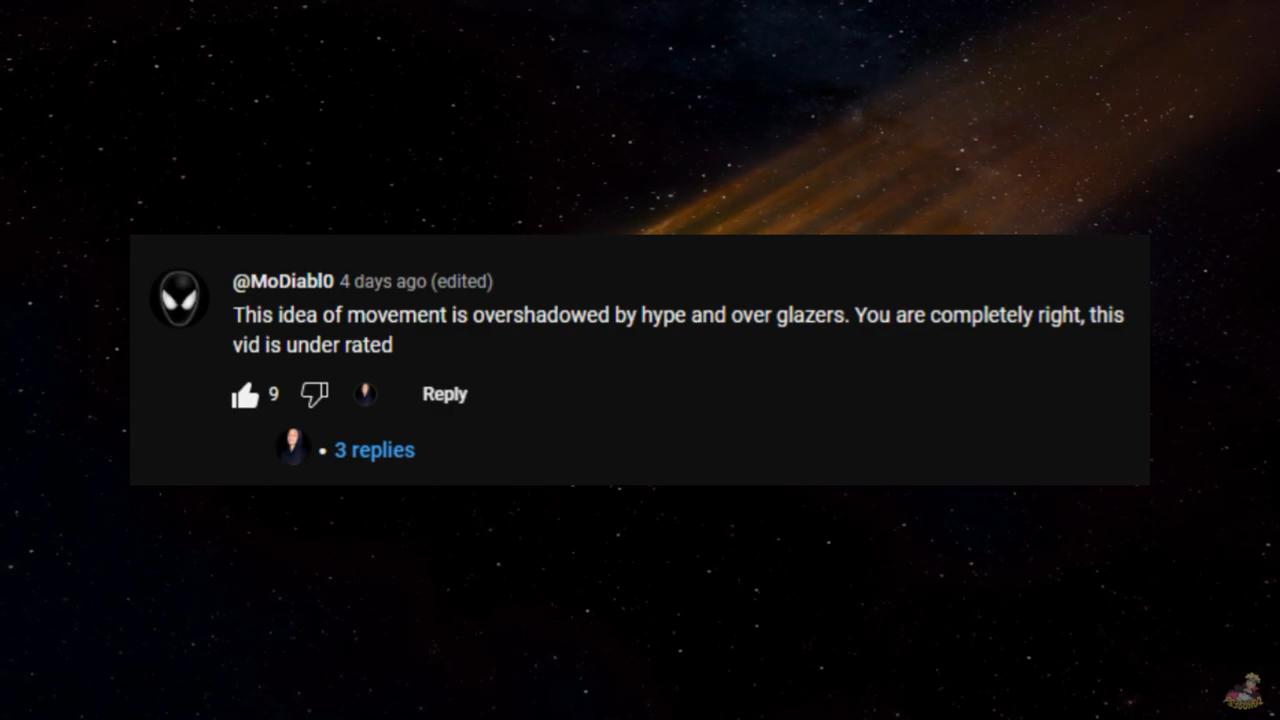 @MoDiabl0 4 days ago (edited)
This idea of movement is overshadowed by hype and over glazers. You are completely right, this
vid is under rated
9 Reply
• 3 replies